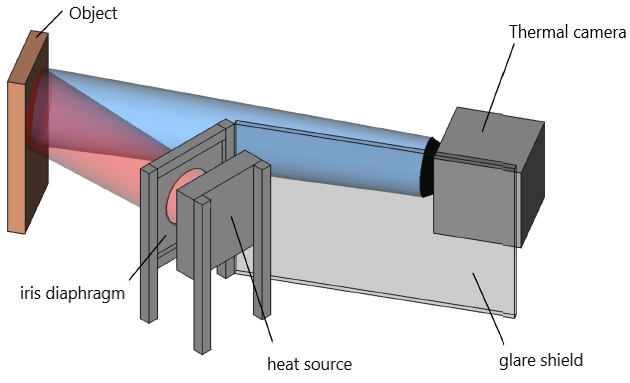 Object
Thermal camera
iris diaphragm
heat source
glare shield